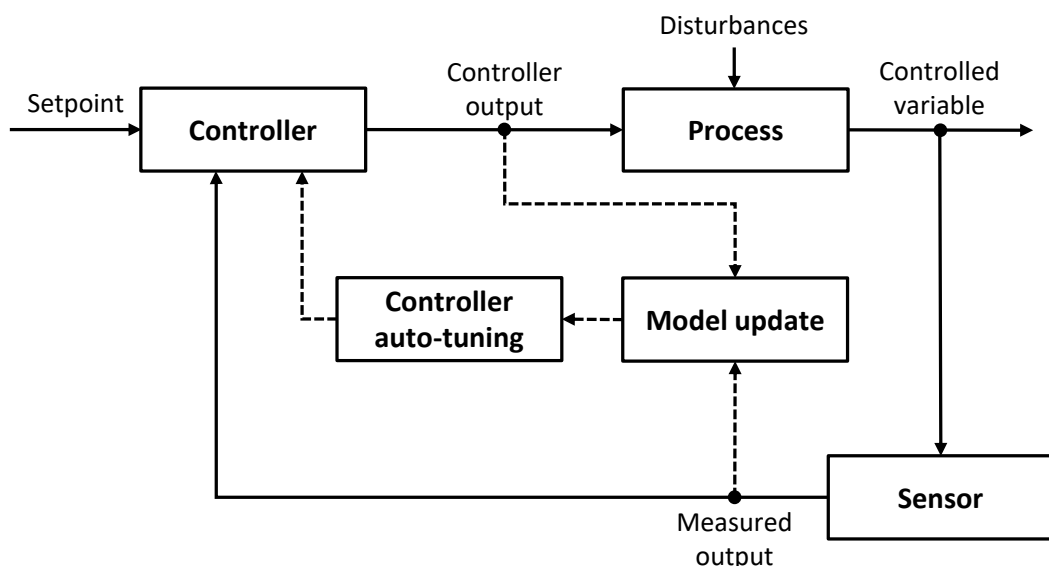 Disturbances
Controller
output
Controlled
variable
Setpoint
Controller
Process
Controller
auto-tuning
Model update
Sensor
Measured
output